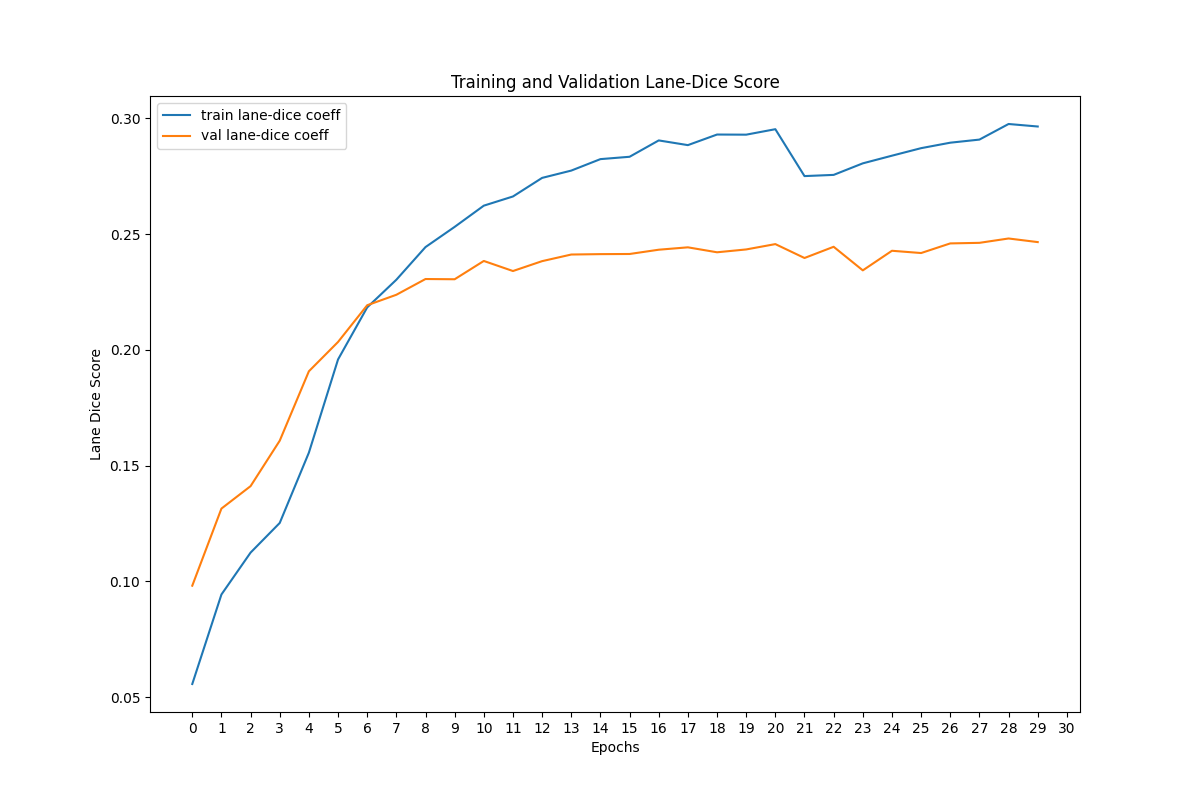 Training and Validation Lane-Dice Score
train lane-dice coeff
val lane-dice coeff
0.30
0.25
0.20
0.15
0.10
0.05
Lane Dice Score
0 1 2 3 4 5 6 7 8 9 10 11 12 13 14 15 16 17 18 19 20 21 22 23 24 25 26 27 28 29 30
Epochs